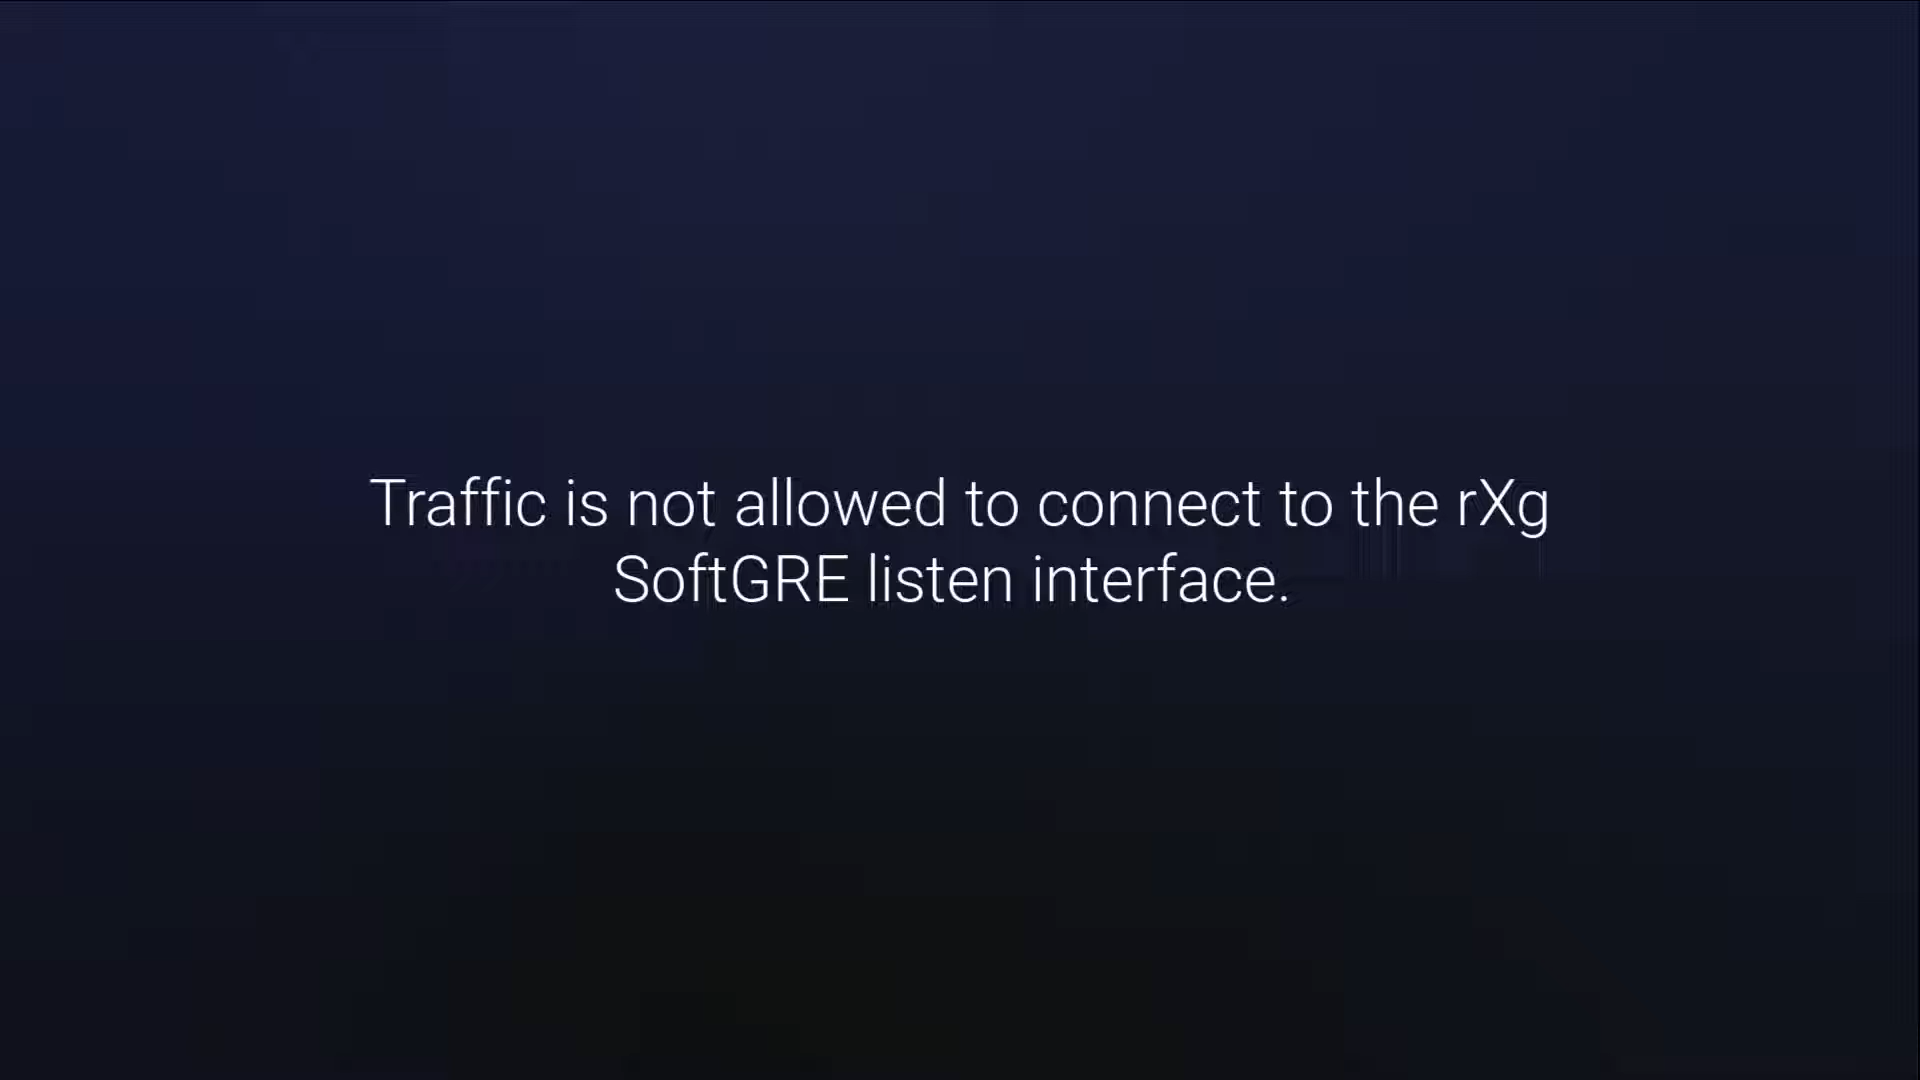 Traffic is not allowed to connect to the rXg
SoftGRE listen interface.